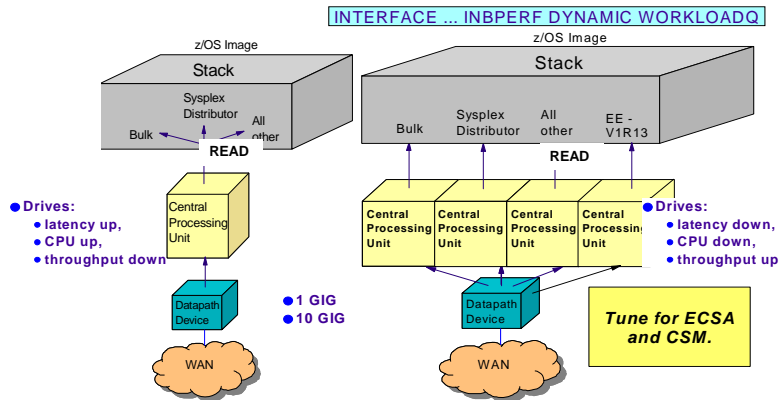 INTERFACE ... INBPERF DYNAMIC WORKLOADQ
z/OS Image
Stack
Sysplex
Distributor
Bulk
All
other
READ
Drives:
latency up,
CPU up,
throughput down
Central
Processing
Unit
Datapath
Device
WAN
1 GIG
10 GIG
z/OS Image
Stack
Bulk
Sysplex
Distributor
All
other
EE -
V1R13
READ
Central
Processing
Unit
Central
Processing
Unit
Central
Processing
Unit
Central
Processing
Unit
Drives:
latency down,
CPU down,
throughput up
Datapath
Device
WAN
Tune for ECSA
and CSM.